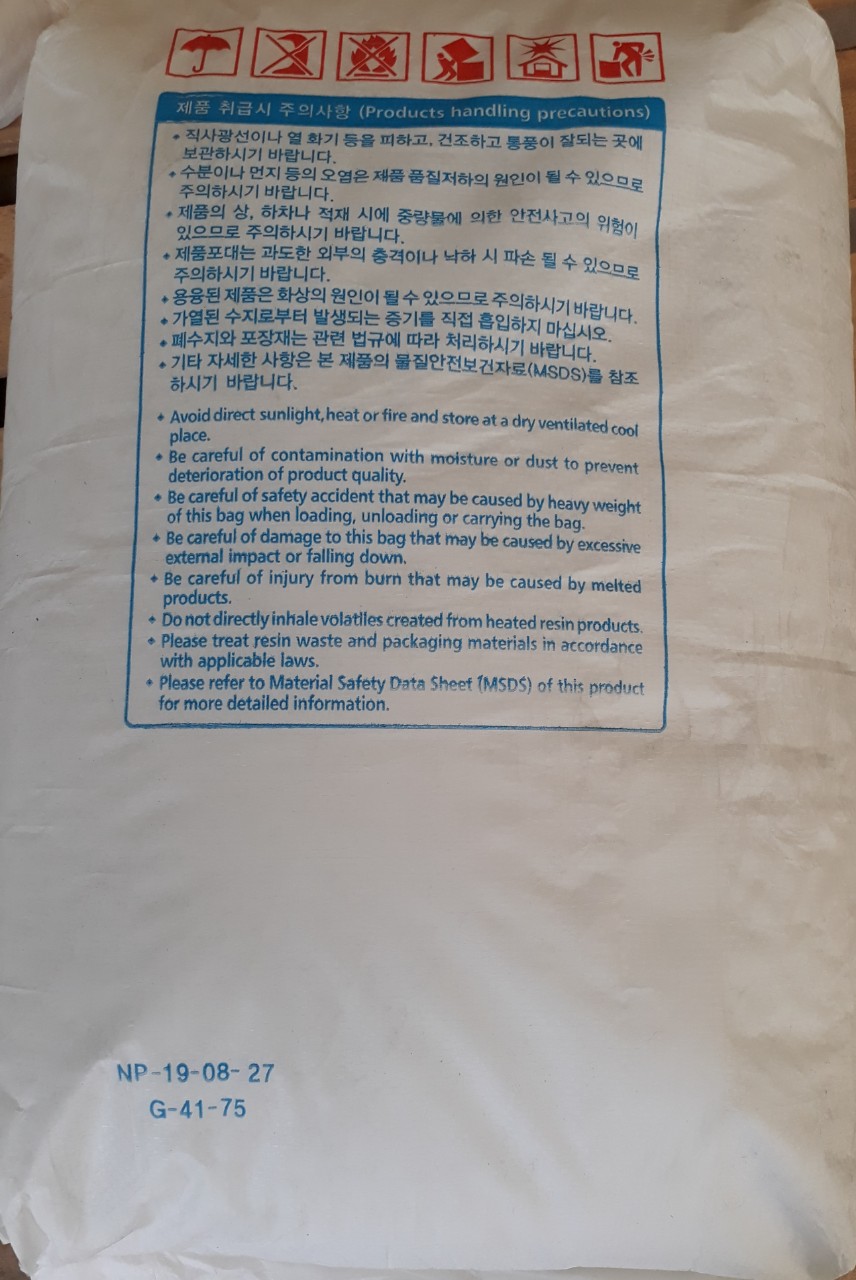 제품 취급시 주의사항 (Products handling precautions)
직사광선이나 열 화기 등을 피하고, 건조하고 통풍이 잘되는 곳에
보관하시기 바랍니다.
수분이나 먼지 등의 오염은 제품 품질저하의 원인이 될 수 있으므로
주의하시기 바랍니다.
제품의 상, 하차나 적재 시에 중량물에 의한 안전사고의 위험이
있으므로 주의하시기 바랍니다.
제품포대는 과도한 외부의 충격이나 낙하 시 파손 될 수 있으므로
주의하시기 바랍니다.
용융된 제품은 화상의 원인이 될 수 있으므로 주의하시기 바랍니다.
가열된 수지로부터 발생되는 증기를 직접 흡입하지 마십시오.
폐수지와 포장재는 관련 법규에 따라 처리하시기 바랍니다.
기타 자세한 사항은 본 제품의 물질안전보건자료(MSDS)를 참조
하시기 바랍니다.
Avoid direct sunlight, heat or fire and store at a dry ventilated cool
place.
Be careful of contamination with moisture or dust to prevent
deterioration of product quality.
Be careful of safety accident that may be caused by heavy weight
of this bag when loading, unloading or carrying the bag.
Be careful of damage to this bag that may be caused by excessive
external impact or falling down.
Be careful of injury from burn that may be caused by melted
products.
Do not directly inhale volatiles created from heated resin products.
Please treat resin waste and packaging materials in accordance
with applicable laws.
Please refer to Material Safety Data Sheet (MSDS) of this product
for more detailed information.
NP-19-08-27
G-41-75